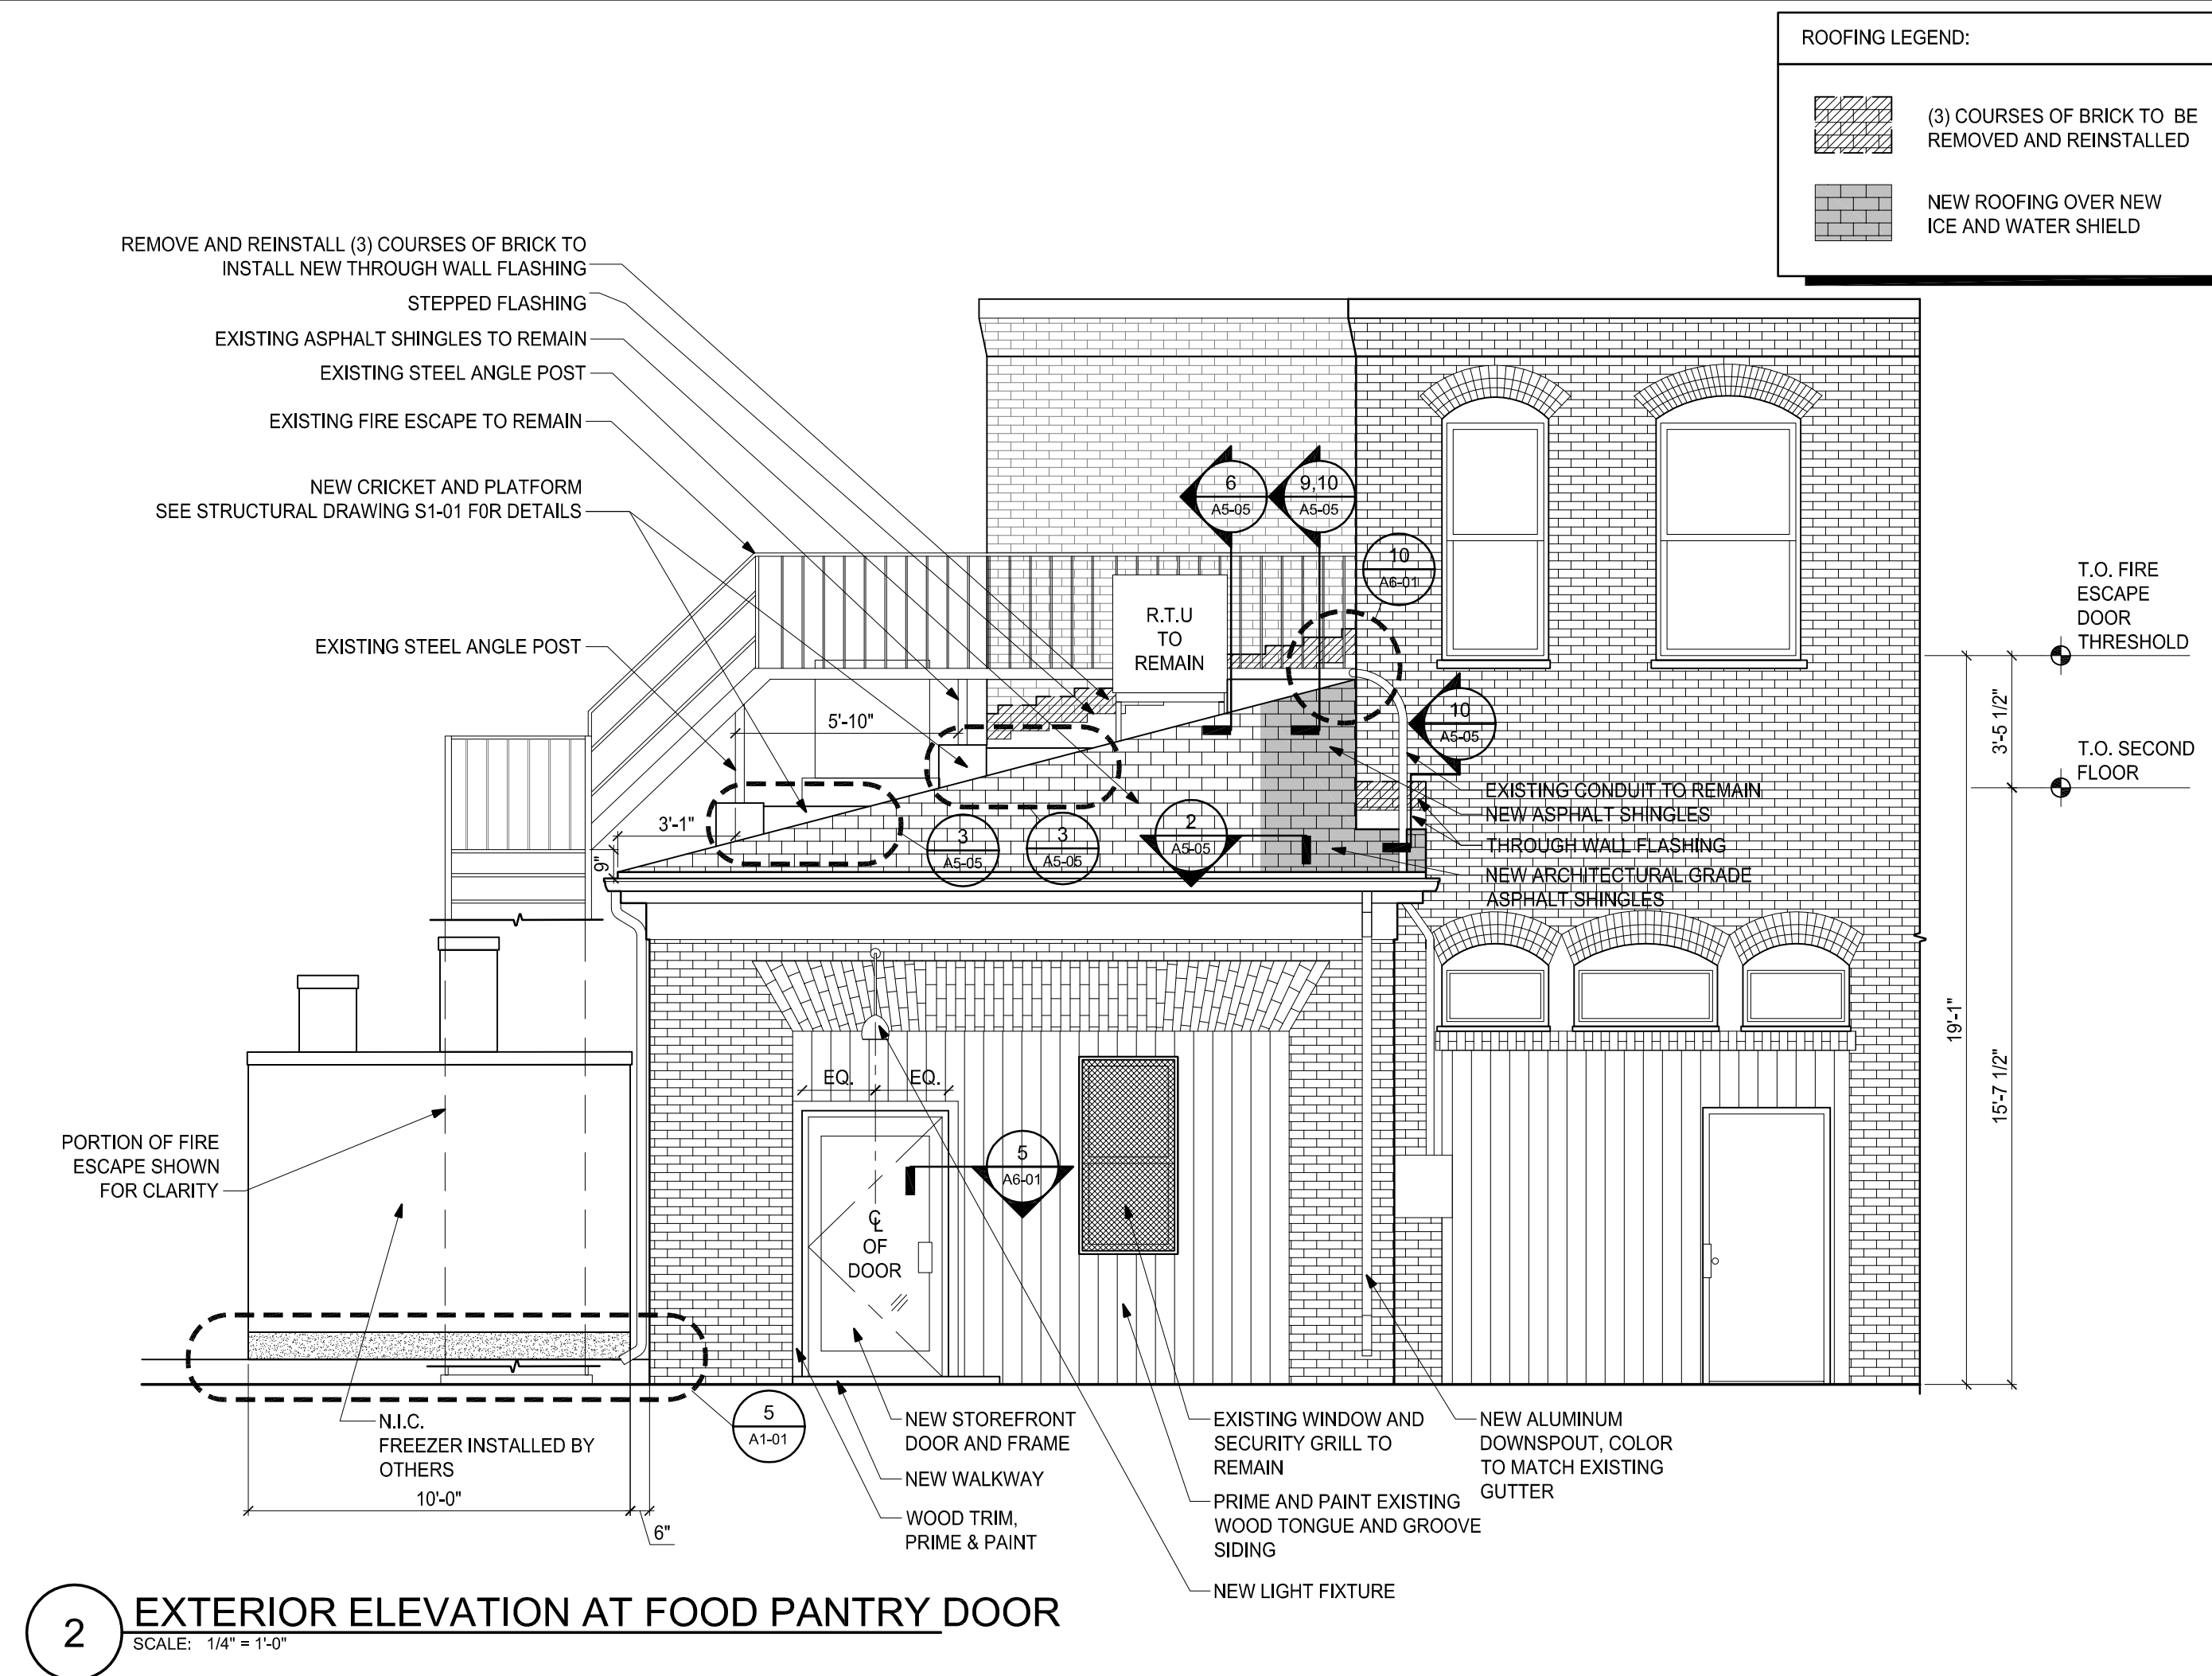 ROOFING LEGEND:
(3) COURSES OF BRICK TO BE
REMOVED AND REINSTALLED
NEW ROOFING OVER NEW
ICE AND WATER SHIELD
REMOVE AND REINSTALL (3) COURSES OF BRICK TO
INSTALL NEW THROUGH WALL FLASHING
STEPPED FLASHING
EXISTING ASPHALT SHINGLES TO REMAIN
EXISTING STEEL ANGLE POST
EXISTING FIRE ESCAPE TO REMAIN
NEW CRICKET AND PLATFORM
SEE STRUCTURAL DRAWING S1-01 F0R DETAILS
EXISTING STEEL ANGLE POST
6
A5-05
9,10
A5-05
10
A6-01
R.T.U
TO
REMAIN
10
A5-05
T.O. FIRE
ESCAPE
DOOR
THRESHOLD
3'-5 1/2"
T.O. SECOND
FLOOR
5'-10"
3'-1"
9"
3
A5-05
3
A5-05
2
A5-05
EXISTING CONDUIT TO REMAIN
NEW ASPHALT SHINGLES
THROUGH WALL FLASHING
NEW ARCHITECTURAL GRADE
ASPHALT SHINGLES
19'-1"
15'-7 1/2"
EQ.
EQ.
5
A6-01
CL
OF
DOOR
PORTION OF FIRE
ESCAPE SHOWN
FOR CLARITY
5
A1-01
N.I.C.
FREEZER INSTALLED BY
OTHERS
10'-0"
6"
NEW STOREFRONT
DOOR AND FRAME
NEW WALKWAY
WOOD TRIM,
PRIME & PAINT
EXISTING WINDOW AND
SECURITY GRILL TO
REMAIN
PRIME AND PAINT EXISTING
WOOD TONGUE AND GROOVE
SIDING
NEW LIGHT FIXTURE
NEW ALUMINUM
DOWNSPOUT, COLOR
TO MATCH EXISTING
GUTTER
2
EXTERIOR ELEVATION AT FOOD PANTRY DOOR
SCALE: 1/4" = 1'-0"